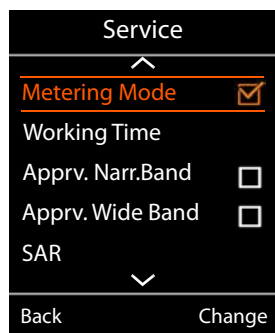 Service
Metering Mode
Working Time
Apprv. Narr.Band
Apprv. Wide Band
SAR
Back Change